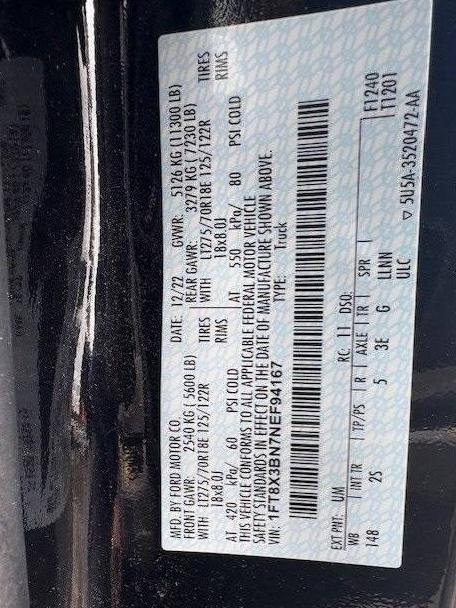 MFD. BY FORD MOTOR CO.
DATE: 12/22 GVWR: 5126 KG (11300 LB)
FRONT GAWR: 2540 KG (5600 LB) REAR GAWR: 3279 KG (7230 LB)
WITH LT275/70R18E 125/122R TIRES WITH LT275/70R18E 125/122R TIRES
18x8.0J RIMS 18x8.0J RIMS
AT 420 kPa/ 60 PSI COLD AT 550 kPa/ 80 PSI COLD
THIS VEHICLE CONFORMS TO ALL APPLICABLE FEDERAL MOTOR VEHICLE
SAFETY STANDARDS IN EFFECT ON THE DATE OF MANUFACTURE SHOWN ABOVE.
VIN: 1FT8X3BN7NEF94167 TYPE: Truck
F1240
T1201
EXT PNT: UM RC: 11 DSO:
WB INT TR TP/PS R AXLE TR SPR
148 2S 5 3E G LLNN
ULC
▽ 5U5A-3520472-AA